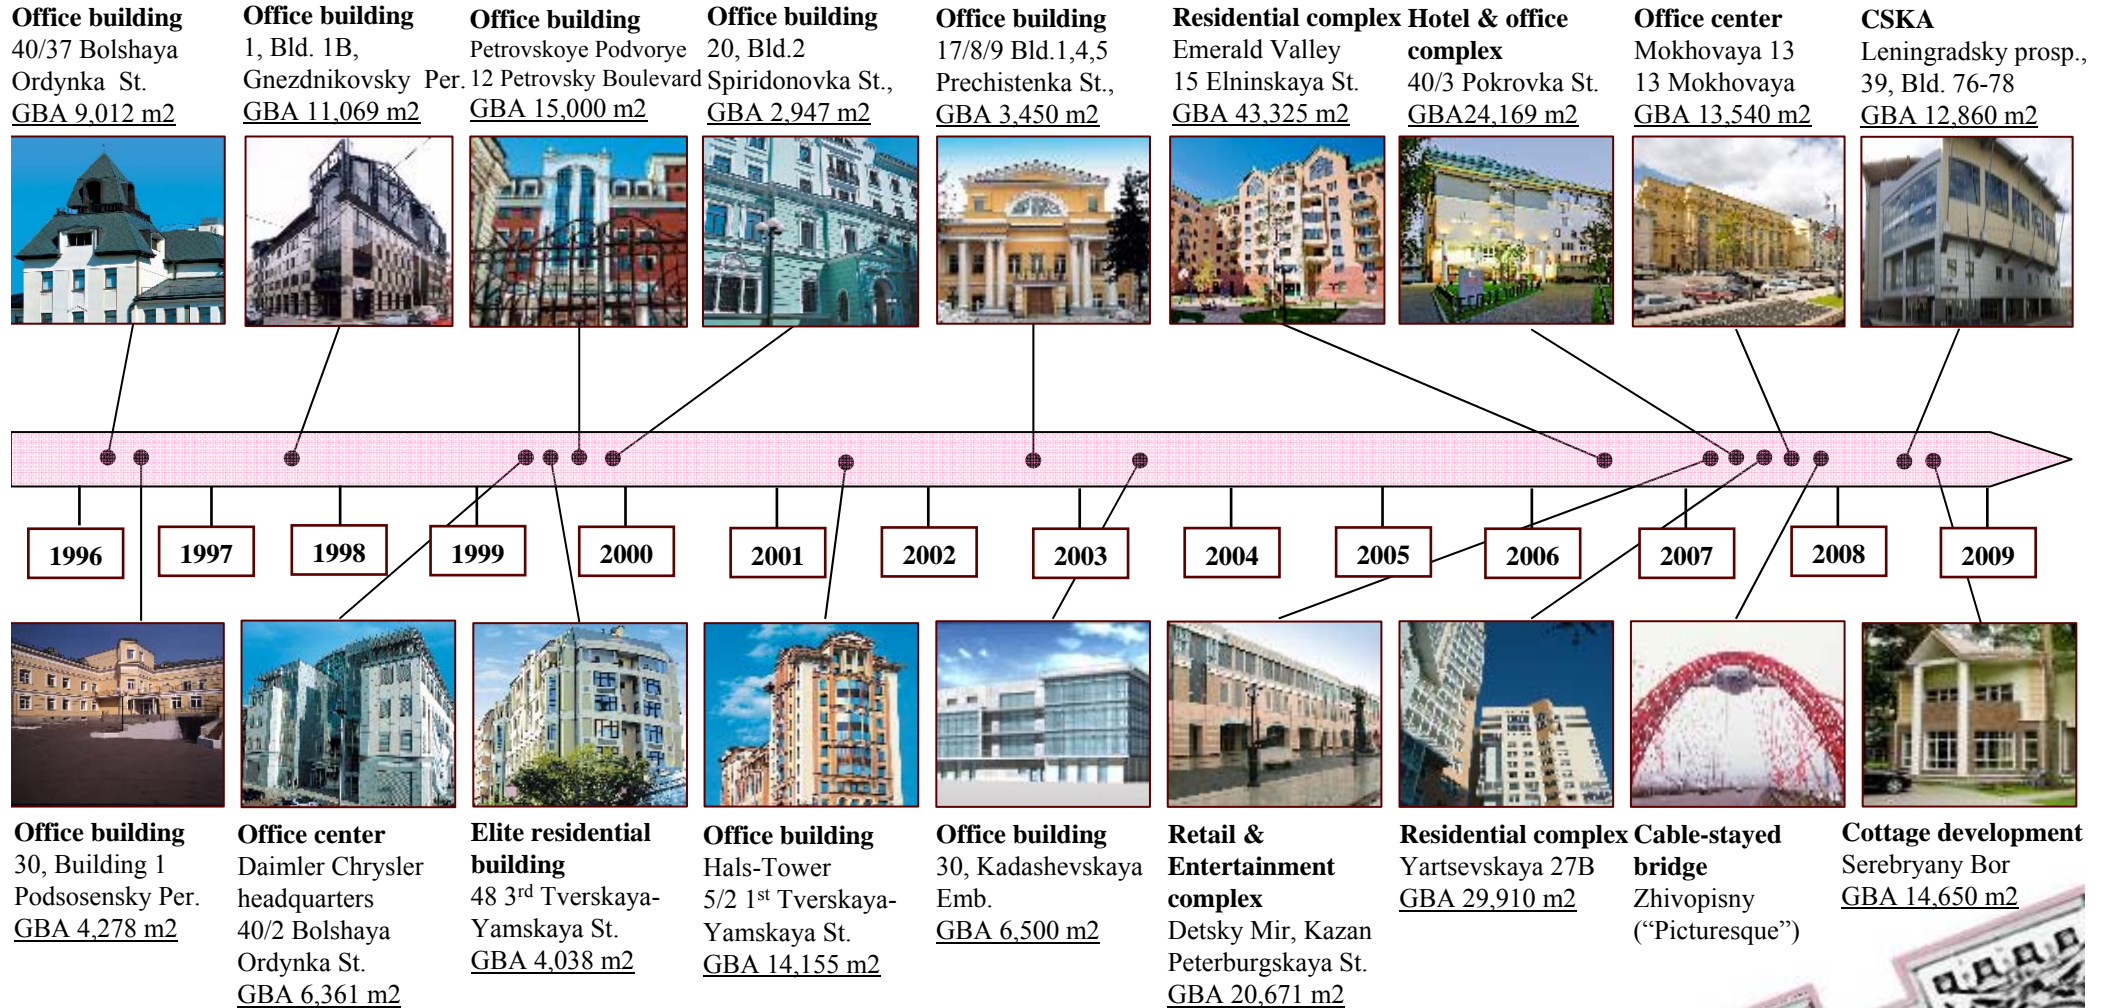 Office building
40/37 Bolshaya
Ordynka St.
GBA 9,012 m2
Office building
1, Bld. 1B,
Gnezdnikovsky Per.
GBA 11,069 m2
Office building
Petrovskoye Podvorye
12 Petrovsky Boulevard
GBA 15,000 m2
Office building
20, Bld.2
Spiridonovka St.,
GBA 2,947 m2
Office building
17/8/9 Bld.1,4,5
Prechistenka St.,
GBA 3,450 m2
Residential complex
Emerald Valley
15 Elninskaya St.
GBA 43,325 m2
Hotel & office
complex
40/3 Pokrovka St.
GBA24,169 m2
Office center
Mokhovaya 13
13 Mokhovaya
GBA 13,540 m2
CSKA
Leningradsky prosp.,
39, Bld. 76-78
GBA 12,860 m2
1996
1997
1998
1999
2000
2001
2002
2003
2004
2005
2006
2007
2008
2009
Office building
30, Building 1
Podsosensky Per.
GBA 4,278 m2
Office center
Daimler Chrysler
headquarters
40/2 Bolshaya
Ordynka St.
GBA 6,361 m2
Elite residential
building
48 3rd Tverskaya-
Yamskaya St.
GBA 4,038 m2
Office building
Hals-Tower
5/2 1st Tverskaya-
Yamskaya St.
GBA 14,155 m2
Office building
30, Kadashevskaya
Emb.
GBA 6,500 m2
Retail &
Entertainment
complex
Detsky Mir, Kazan
Peterburgskaya St.
GBA 20,671 m2
Residential complex
Yartsevskaya 27B
GBA 29,910 m2
Cable-stayed
bridge
Zhivopisny
(“Picturesque”)
Cottage development
Serebryany Bor
GBA 14,650 m2